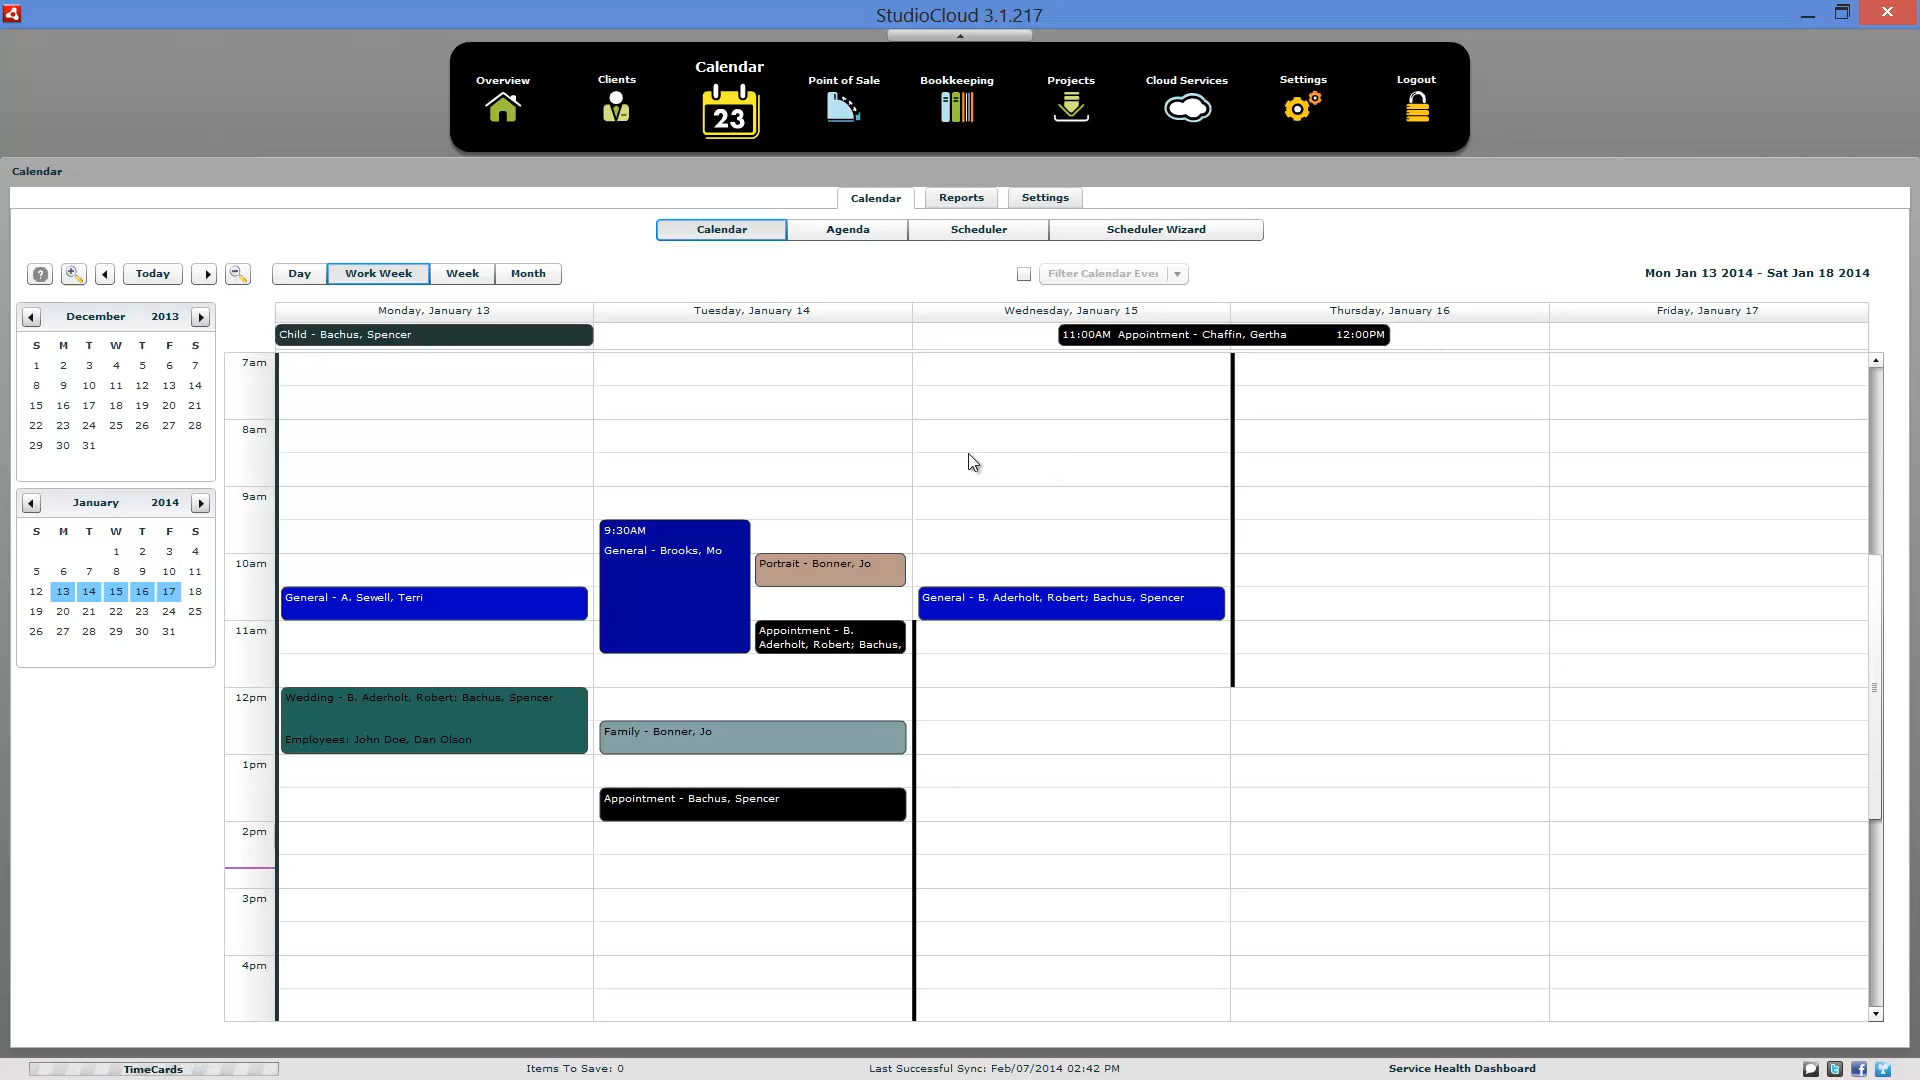 StudioCloud 3.1.217
Overview
Clients
Calendar
23
Point of Sale
Bookkeeping
Projects
Cloud Services
Settings
Logout
Calendar
Calendar Reports Settings
Calendar Agenda Scheduler Scheduler Wizard
? Today Day Work Week Week Month Filter Calendar Ever Mon Jan 13 2014 - Sat Jan 18 2014
December 2013
S M T W T F S
1 2 3 4 5 6 7
8 9 10 11 12 13 14
15 16 17 18 19 20 21
22 23 24 25 26 27 28
29 30 31
January 2014
S M T W T F S
1 2 3 4
5 6 7 8 9 10 11
12 13 14 15 16 17 18
19 20 21 22 23 24 25
26 27 28 29 30 31
Monday, January 13 Tuesday, January 14 Wednesday, January 15 Thursday, January 16 Friday, January 17
Child - Bachus, Spencer
11:00AM Appointment - Chaffin, Gertha 12:00PM
7am
8am
9am
10am
11am
12pm
1pm
2pm
3pm
4pm
General - A. Sewell, Terri
Wedding - B. Aderholt, Robert; Bachus, Spencer
Employees: John Doe, Dan Olson
9:30AM
General - Brooks, Mo
Portrait - Bonner, Jo
Appointment - B.
Aderholt, Robert; Bachus,
Family - Bonner, Jo
Appointment - Bachus, Spencer
General - B. Aderholt, Robert; Bachus, Spencer
TimeCards Items To Save: 0 Last Successful Sync: Feb/07/2014 02:42 PM Service Health Dashboard